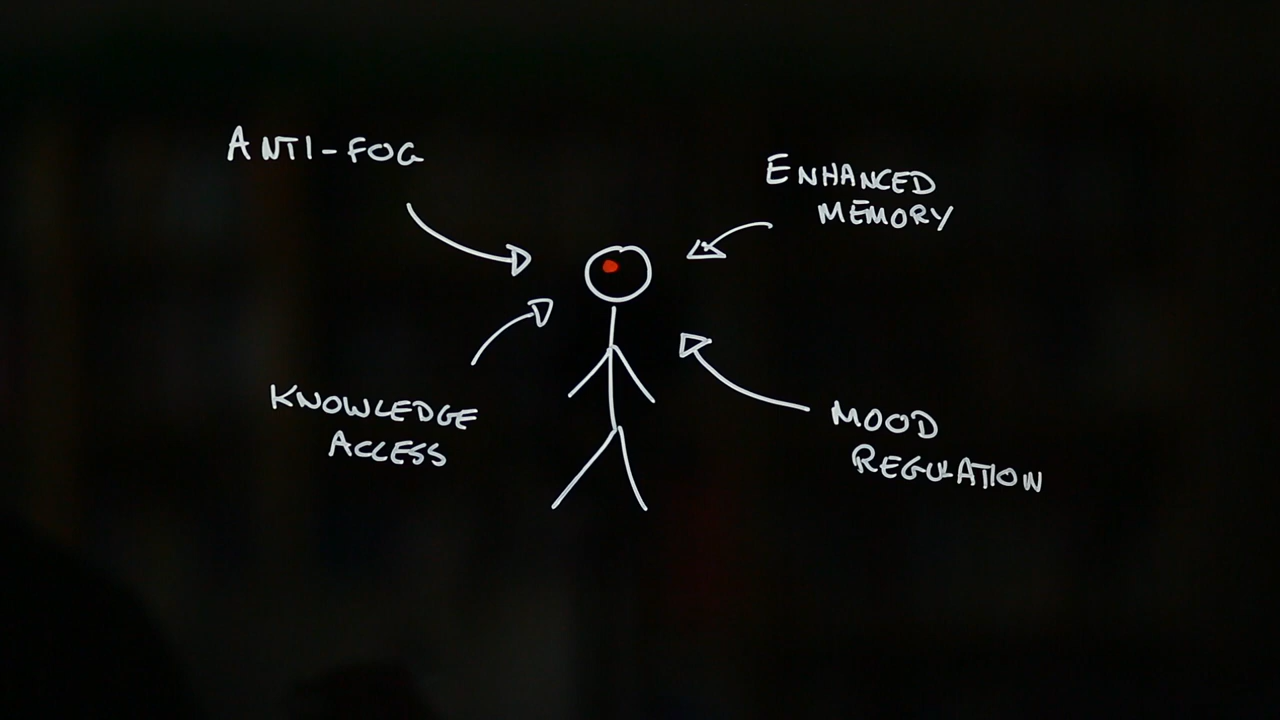 ANTI-FOG
ENHANCED
MEMORY
KNOWLEDGE
ACCESS
MOOD
REGULATION